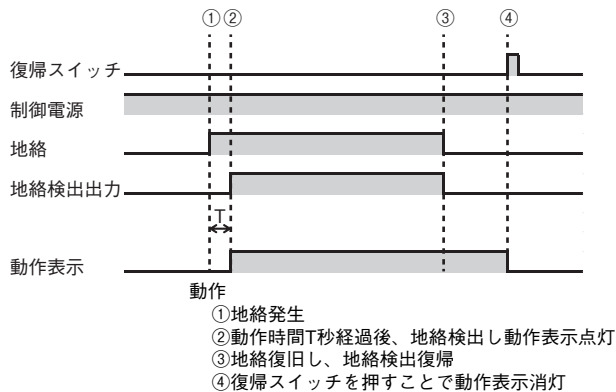 ① ② ③ ④
復帰スイッチ
制御電源
地絡
地絡検出出力
T
動作表示
動作
①地絡発生
②動作時間T秒経過後、地絡検出し動作表示点灯
③地絡復旧し、地絡検出復帰
④復帰スイッチを押すことで動作表示消灯